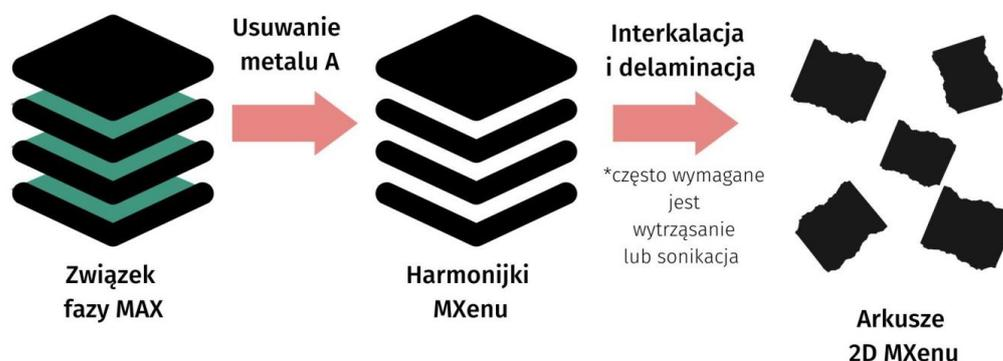 Usuwanie
metalu A
Interkalacja
i delaminacja
*często wymagane
jest
wytrząsanie
lub sonikacja
Związek
fazy MAX
Harmonijki
MXenu
Arkusze
2D MXenu